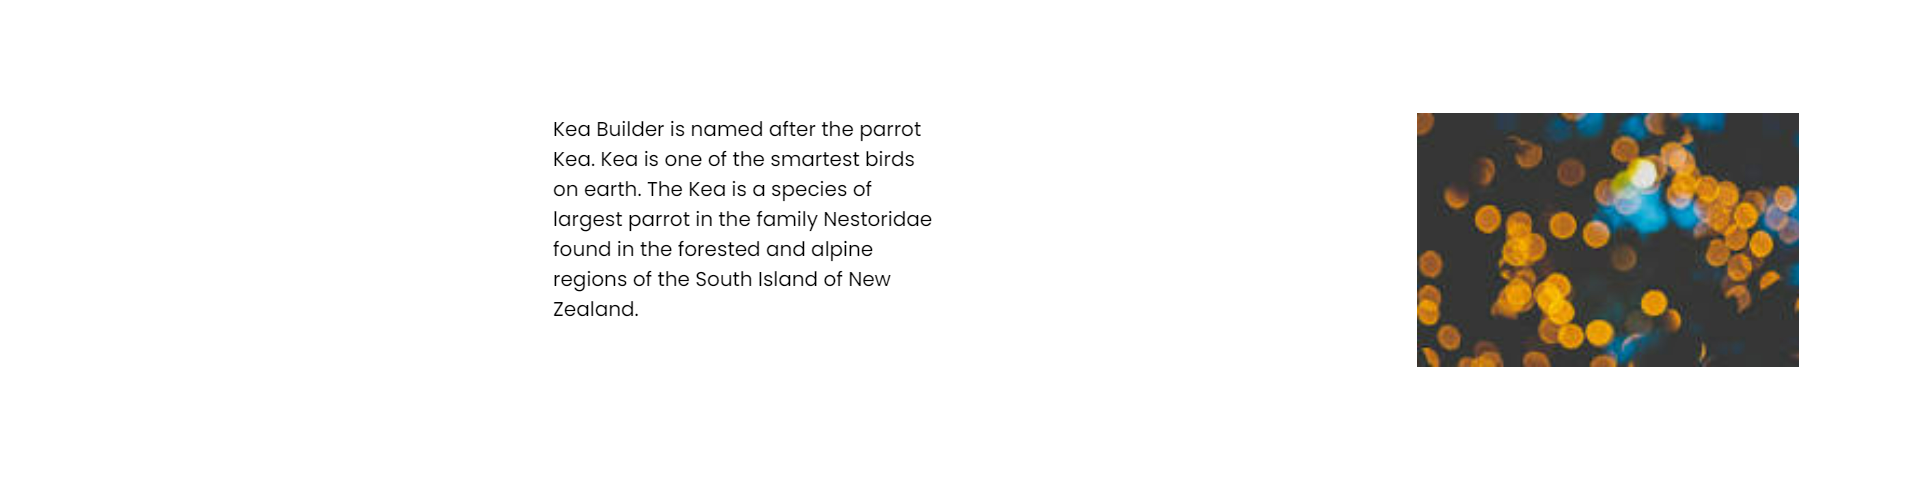 Kea Builder is named after the parrot
Kea. Kea is one of the smartest birds
on earth. The Kea is a species of
largest parrot in the family Nestoridae
found in the forested and alpine
regions of the South Island of New
Zealand.